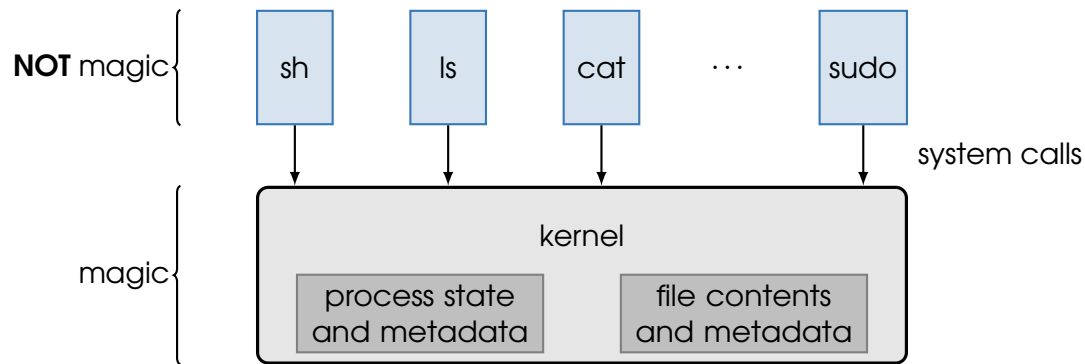 NOT magic
sh
ls
cat
...
sudo
system calls
magic
kernel
process state
and metadata
file contents
and metadata